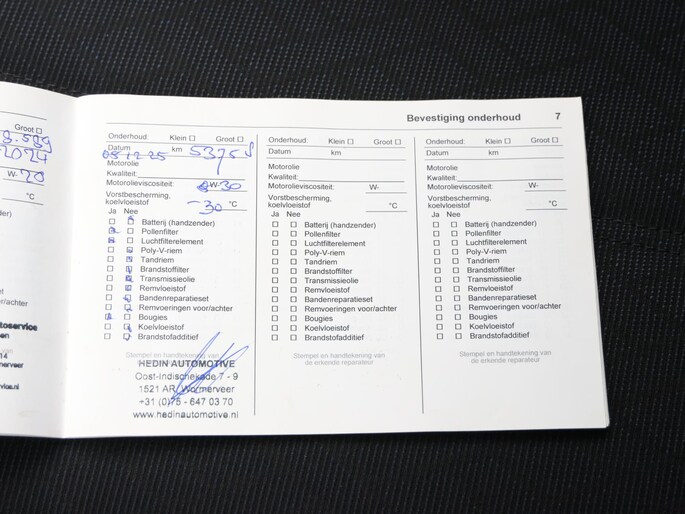 Groot
2024
W-
°C
toservice
14
Bevestiging onderhoud 7
Onderhoud: Klein Groot
Datum 05-12-25 km
Motorolie
Kwaliteit:
Motorolieviscositeit: W-30
Vorstbescherming,
koelvloeistof -30 °C
Ja Nee
Batterij (handzender)
Pollenfilter
Luchtfilterelement
Poly-V-riem
Tandriem
Brandstoffilter
Transmissieolie
Remvloeistof
Bandenreparatieset
Remvoeringen voor/achter
Bougies
Koelvloeistof
Brandstofadditief
Stempel en handtekening van
HEDIN AUTOMOTIVE
Oost-Indischekade 7 - 9
1521 AR Wormerveer
+31 (0)75 - 647 03 70
www.hedinautomotive.nl
Onderhoud: Klein Groot
Datum km
Motorolie
Kwaliteit:
Motorolieviscositeit: W-
Vorstbescherming,
koelvloeistof °C
Ja Nee
Batterij (handzender)
Pollenfilter
Luchtfilterelement
Poly-V-riem
Tandriem
Brandstoffilter
Transmissieolie
Remvloeistof
Bandenreparatieset
Remvoeringen voor/achter
Bougies
Koelvloeistof
Brandstofadditief
Stempel en handtekening van
de erkende reparateur
Onderhoud: Klein Groot
Datum km
Motorolie
Kwaliteit:
Motorolieviscositeit: W-
Vorstbescherming,
koelvloeistof °C
Ja Nee
Batterij (handzender)
Pollenfilter
Luchtfilterelement
Poly-V-riem
Tandriem
Brandstoffilter
Transmissieolie
Remvloeistof
Bandenreparatieset
Remvoeringen voor/achter
Bougies
Koelvloeistof
Brandstofadditief
Stempel en handtekening van
de erkende reparateur